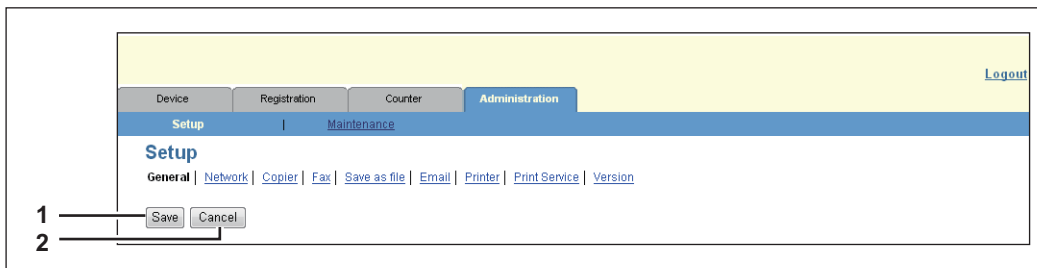 Logout
Device Registration Counter Administration
Setup | Maintenance
Setup
General | Network | Copier | Fax | Save as file | Email | Printer | Print Service | Version
1 Save Cancel
2